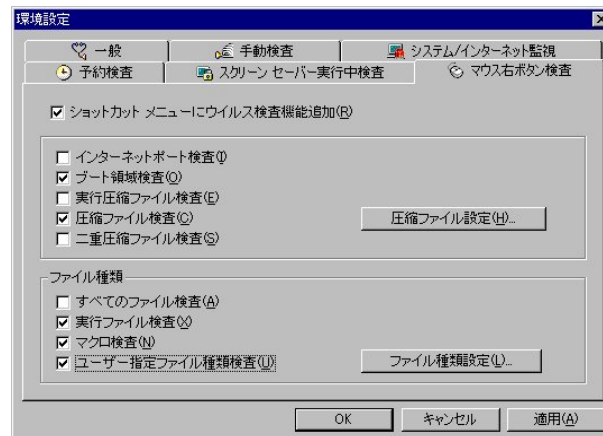 環境設定
一般
手動検査
システム/インターネット監視
予約検査
スクリーン セーバー実行中検査
マウス右ボタン検査
ショットカット メニューにウイルス検査機能追加(R)
インターネットポート検査(I)
ブート領域検査(O)
実行圧縮ファイル検査(E)
圧縮ファイル検査(C)
圧縮ファイル設定(H)...
二重圧縮ファイル検査(S)
ファイル種類
すべてのファイル検査(A)
実行ファイル検査(X)
マクロ検査(N)
ユーザー指定ファイル種類検査(U)
ファイル種類設定(L)...
OK
キャンセル
適用(A)